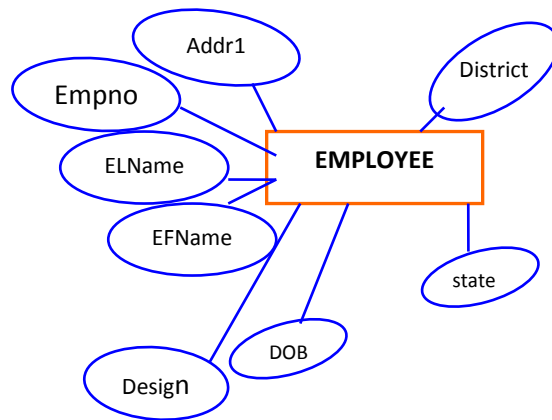 Addr1
District
Empno
EMPLOYEE
ELName
EFName
state
DOB
Design